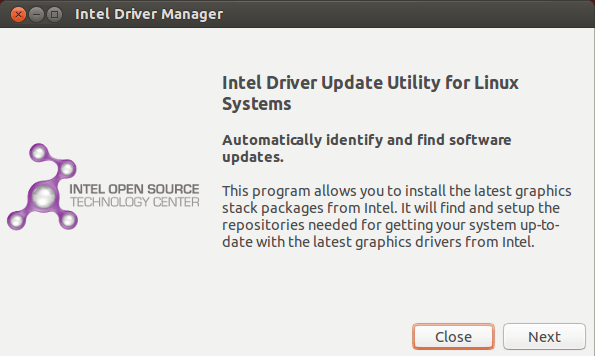 Intel Driver Manager
Intel Driver Update Utility for Linux
Systems
Automatically identify and find software
updates.
INTEL OPEN SOURCE
TECHNOLOGY CENTER
This program allows you to install the latest graphics
stack packages from Intel. It will find and setup the
repositories needed for getting your system up-to-
date with the latest graphics drivers from Intel.
Close
Next